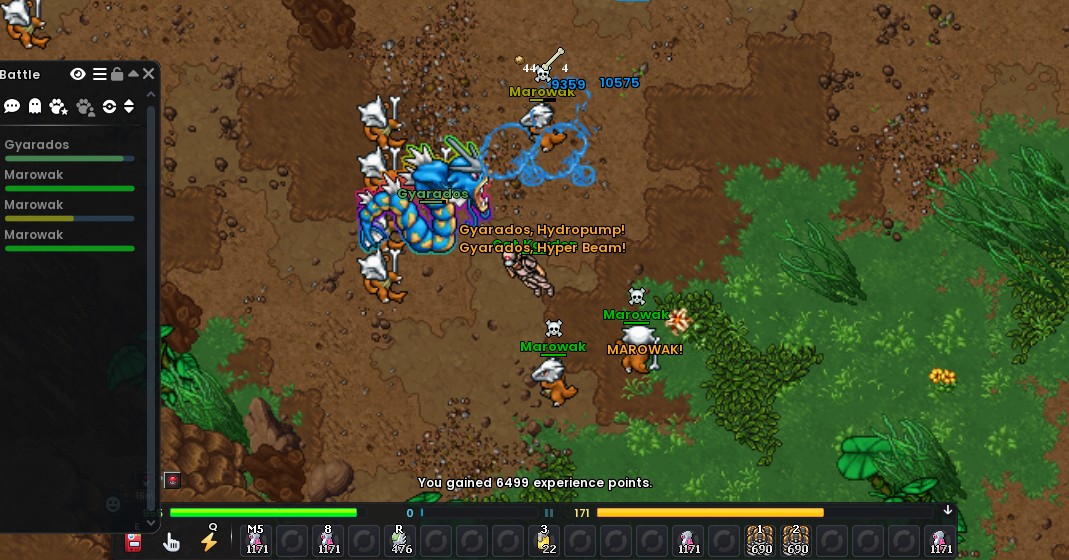 Battle
Gyarados
Marowak
Marowak
Marowak
44 4
9359 10575
Marowak
Gyarados
Gyarados, Hydropump!
Gyarados, Hyper Beam!
Marowak
MAROWAK!
Marowak
You gained 6499 experience points.
0
171
E
Q
M5
1171
8
1171
R
476
3
22
1171
1
690
2
690
1171